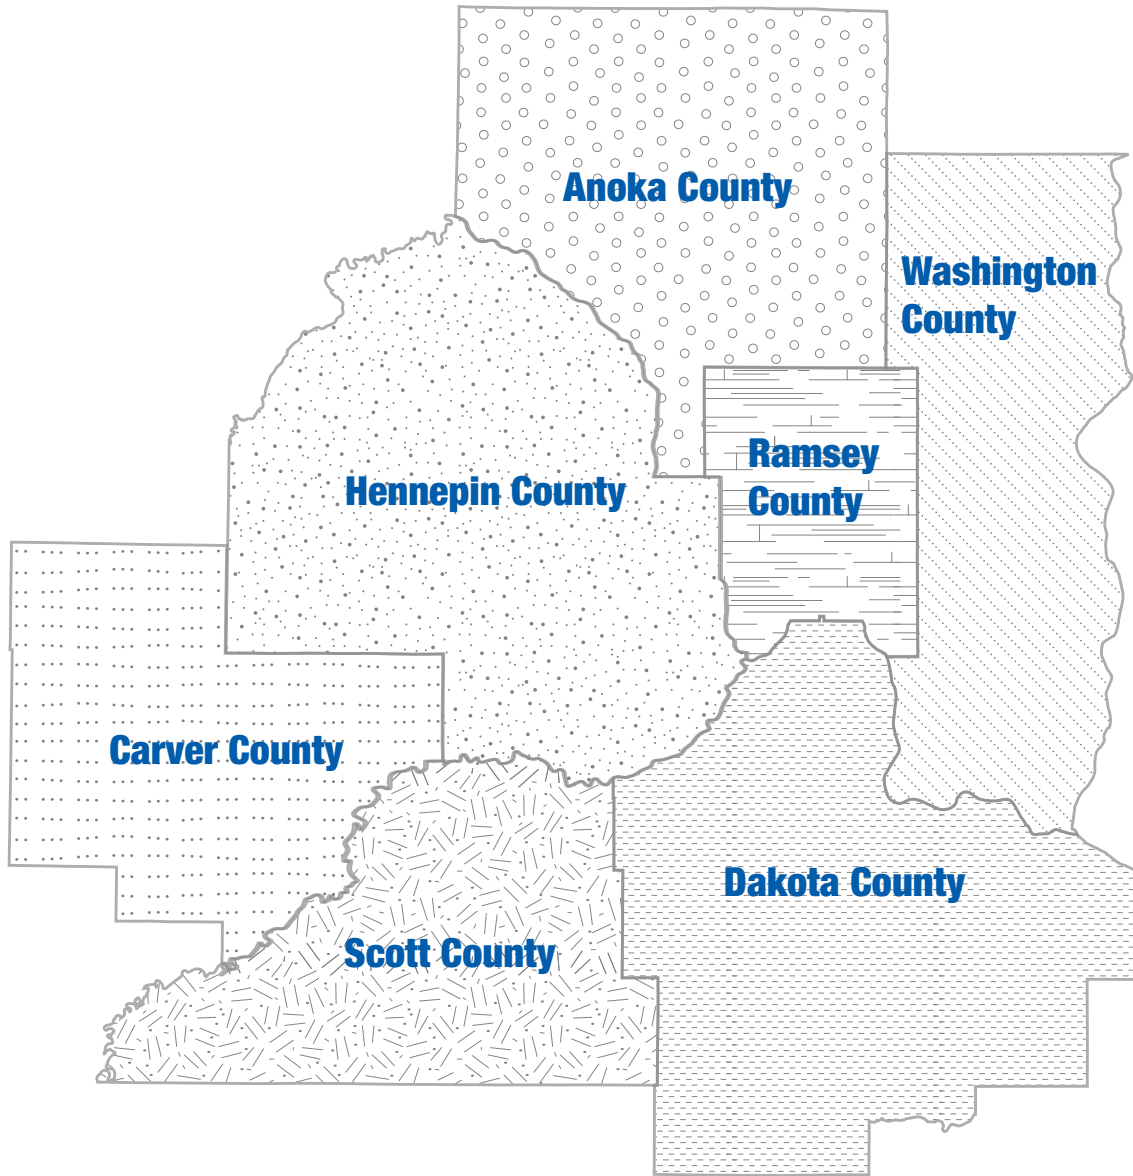 Anoka County
Washington
County
Ramsey
County
Hennepin County
Carver County
Dakota County
Scott County